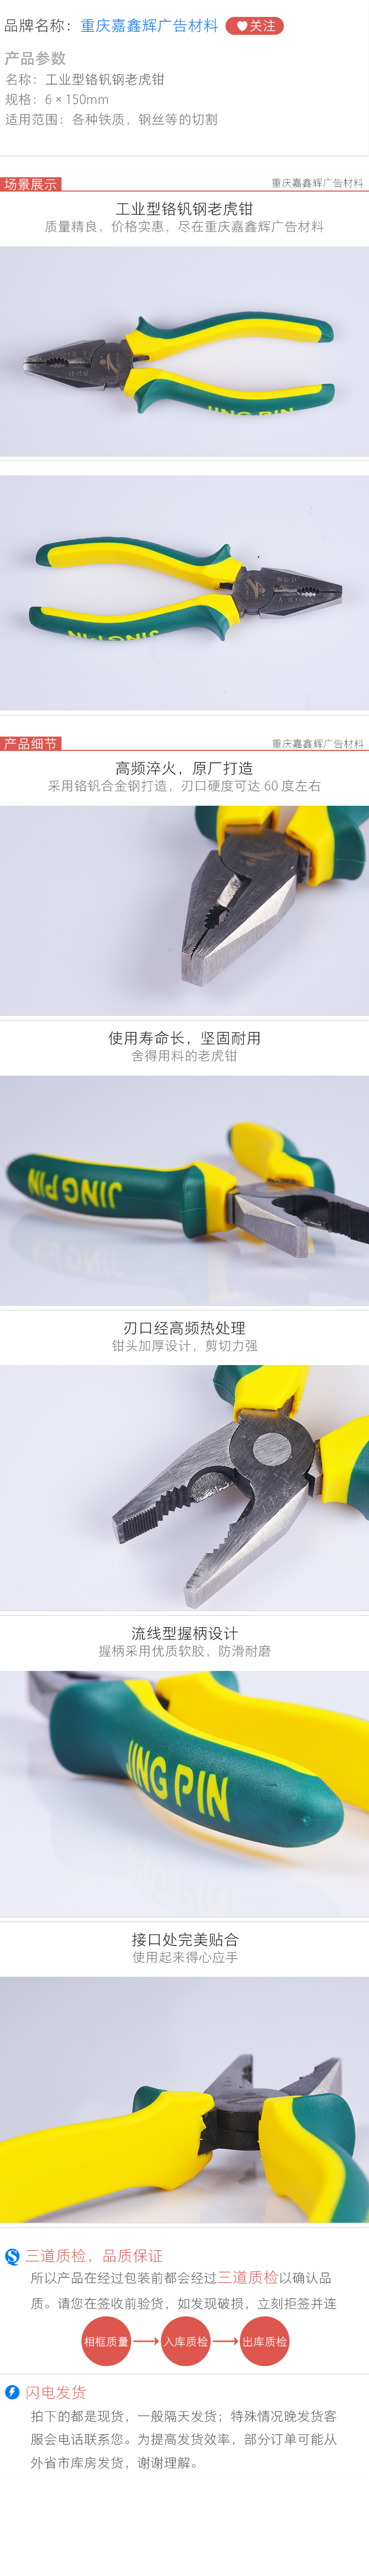 品牌名称：重庆嘉鑫辉广告材料 关注
产品参数
名称：工业型铬钒钢老虎钳
规格：6×150mm
适用范围：各种铁质，钢丝等的切割
场景展示 重庆嘉鑫辉广告材料
工业型铬钒钢老虎钳
质量精良，价格实惠，尽在重庆嘉鑫辉广告材料
JING PIN
JING PIN
产品细节 重庆嘉鑫辉广告材料
高频淬火，原厂打造
采用铬钒合金钢打造，刃口硬度可达 60 度左右
使用寿命长，坚固耐用
舍得用料的老虎钳
JING PIN
刃口经高频热处理
钳头加厚设计，剪切力强
流线型握柄设计
握柄采用优质软胶，防滑耐磨
JING PIN
接口处完美贴合
使用起来得心应手
三道质检，品质保证
所以产品在经过包装前都会经过三道质检以确认品
质。请您在签收前验货，如发现破损，立刻拒签并连
相框质量 入库质检 出库质检
闪电发货
拍下的都是现货，一般隔天发货；特殊情况晚发货客
服会电话联系您。为提高发货效率，部分订单可能从
外省市库房发货，谢谢理解。